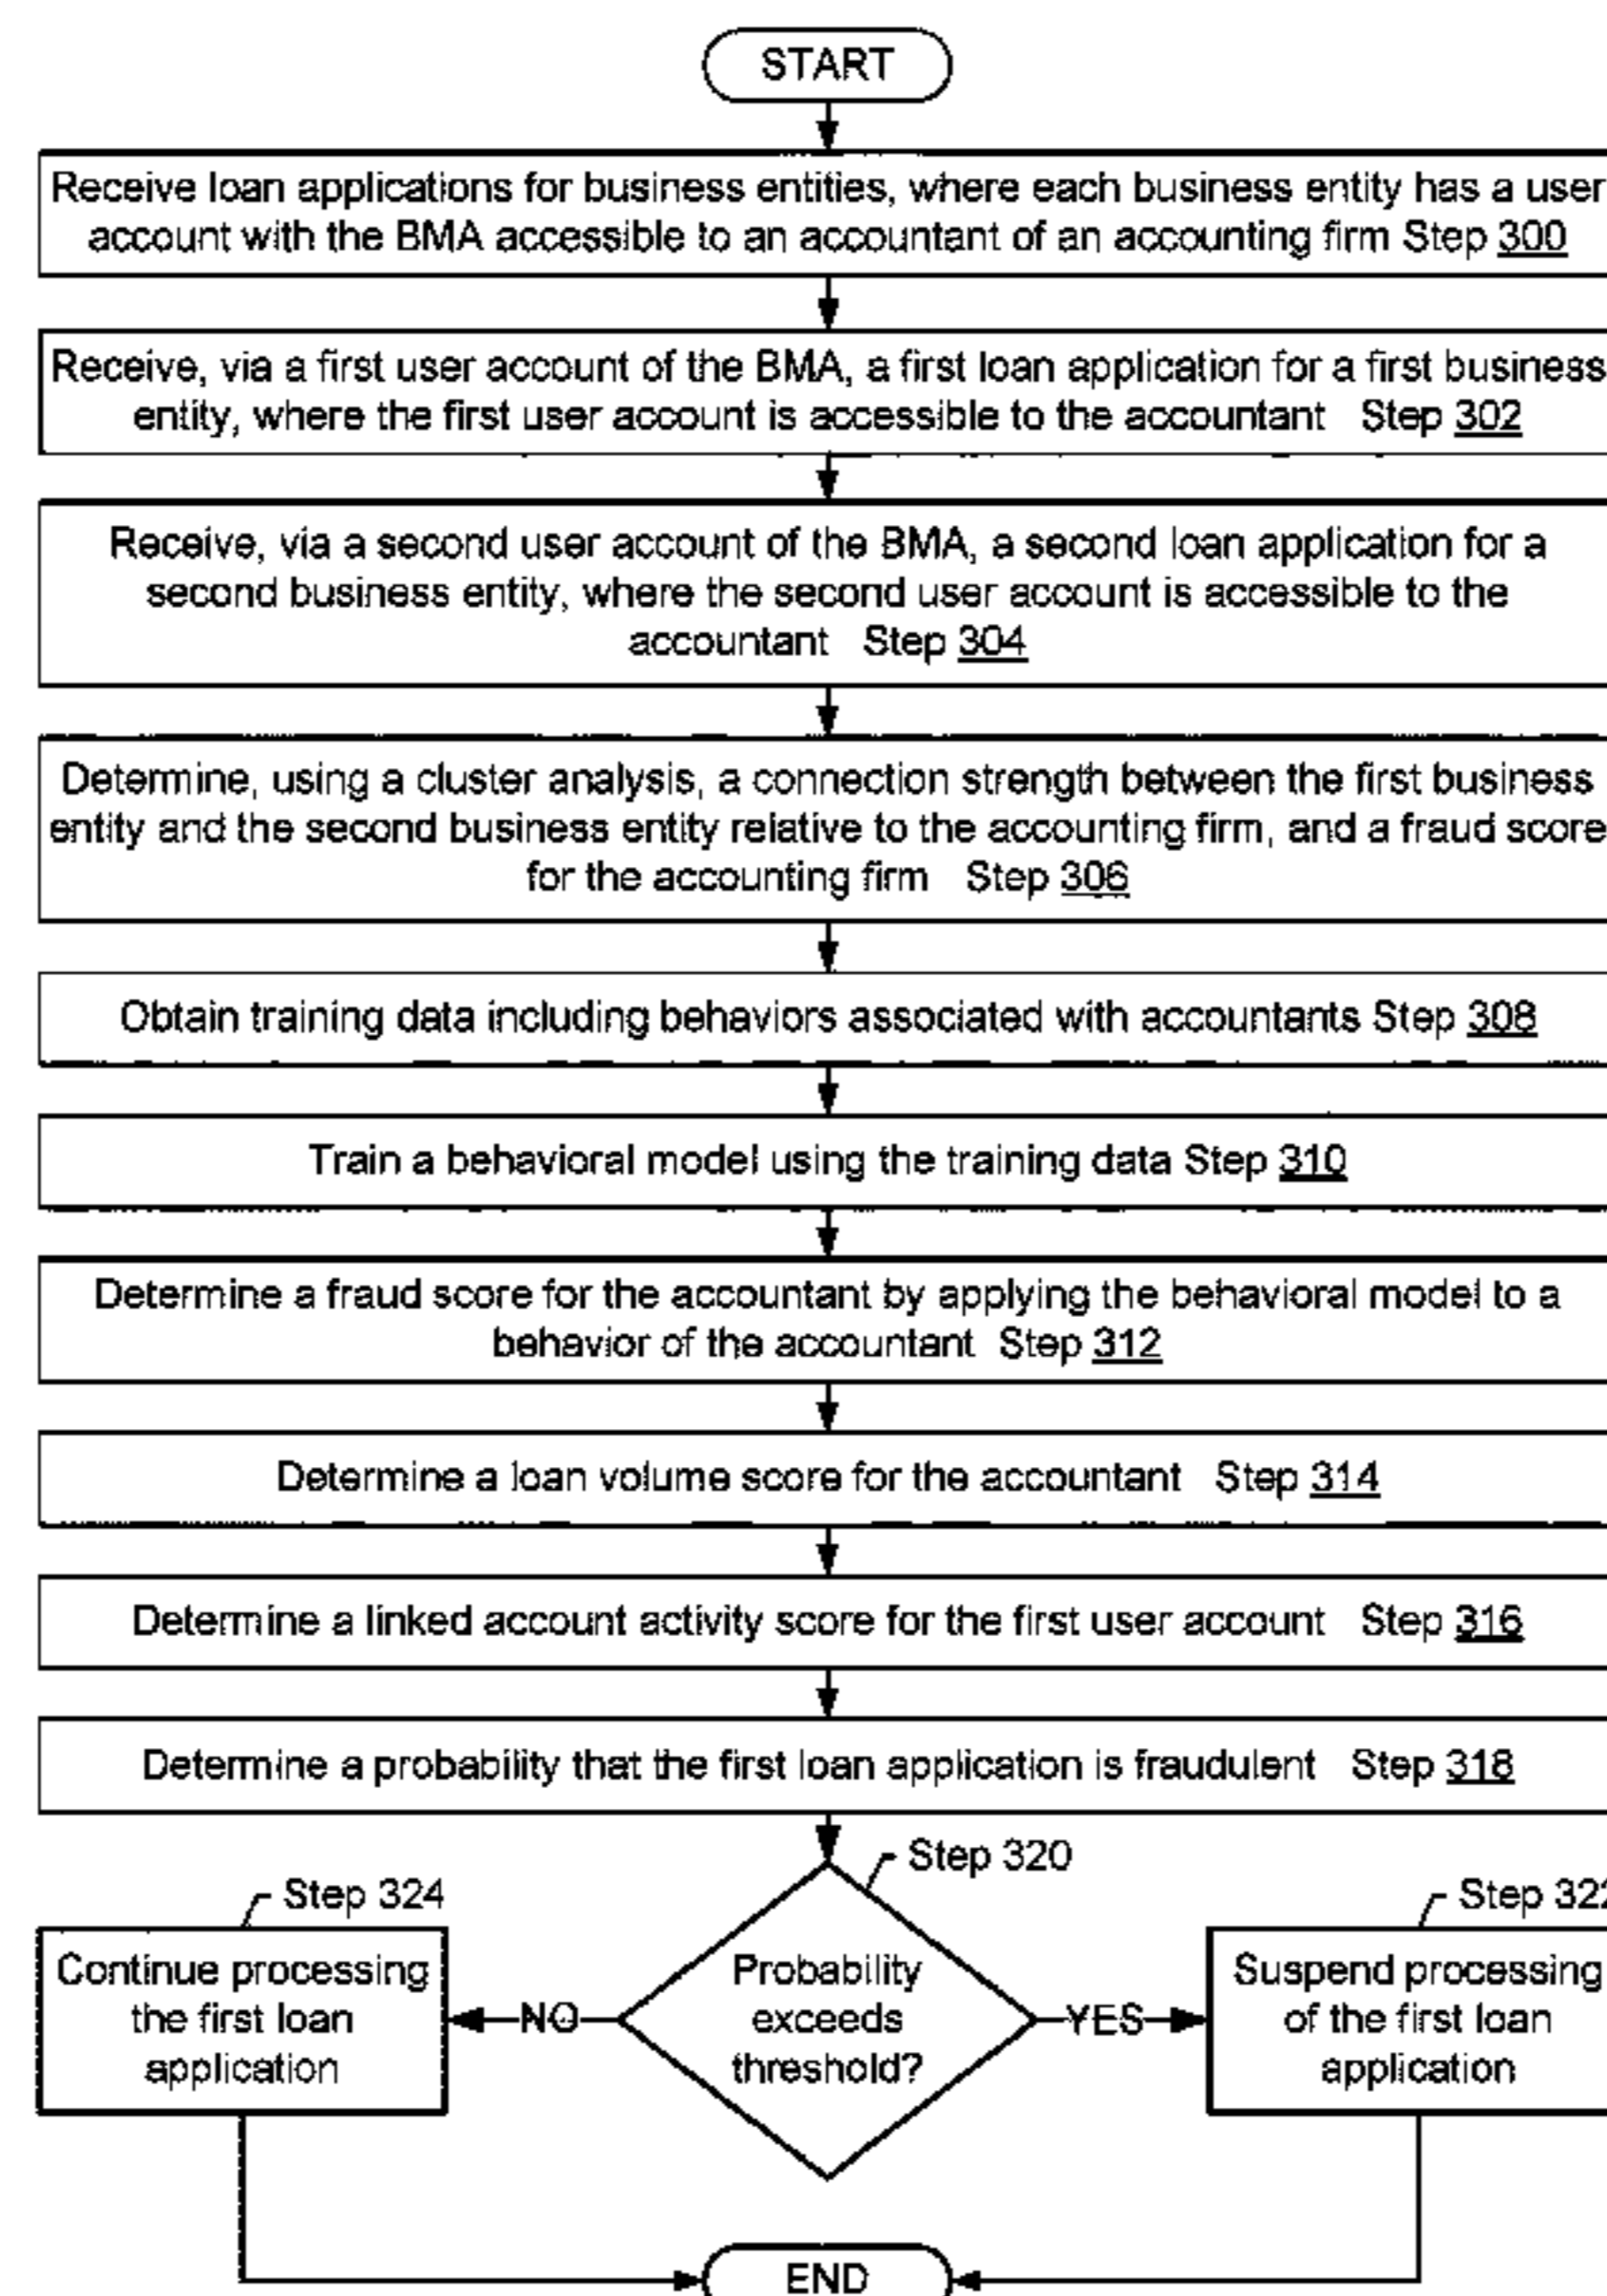 START
Receive loan applications for business entities, where each business entity has a user
account with the BMA accessible to an accountant of an accounting firm Step 300
Receive, via a first user account of the BMA, a first loan application for a first business
entity, where the first user account is accessible to the accountant Step 302
Receive, via a second user account of the BMA, a second loan application for a
second business entity, where the second user account is accessible to the
accountant Step 304
Determine, using a cluster analysis, a connection strength between the first business
entity and the second business entity relative to the accounting firm, and a fraud score
for the accounting firm Step 306
Obtain training data including behaviors associated with accountants Step 308
Train a behavioral model using the training data Step 310
Determine a fraud score for the accountant by applying the behavioral model to a
behavior of the accountant Step 312
Determine a loan volume score for the accountant Step 314
Determine a linked account activity score for the first user account Step 316
Determine a probability that the first loan application is fraudulent Step 318
Step 320
Probability
exceeds
threshold?
NO
Step 324
Continue processing
the first loan
application
YES
Step 322
Suspend processing
of the first loan
application
END